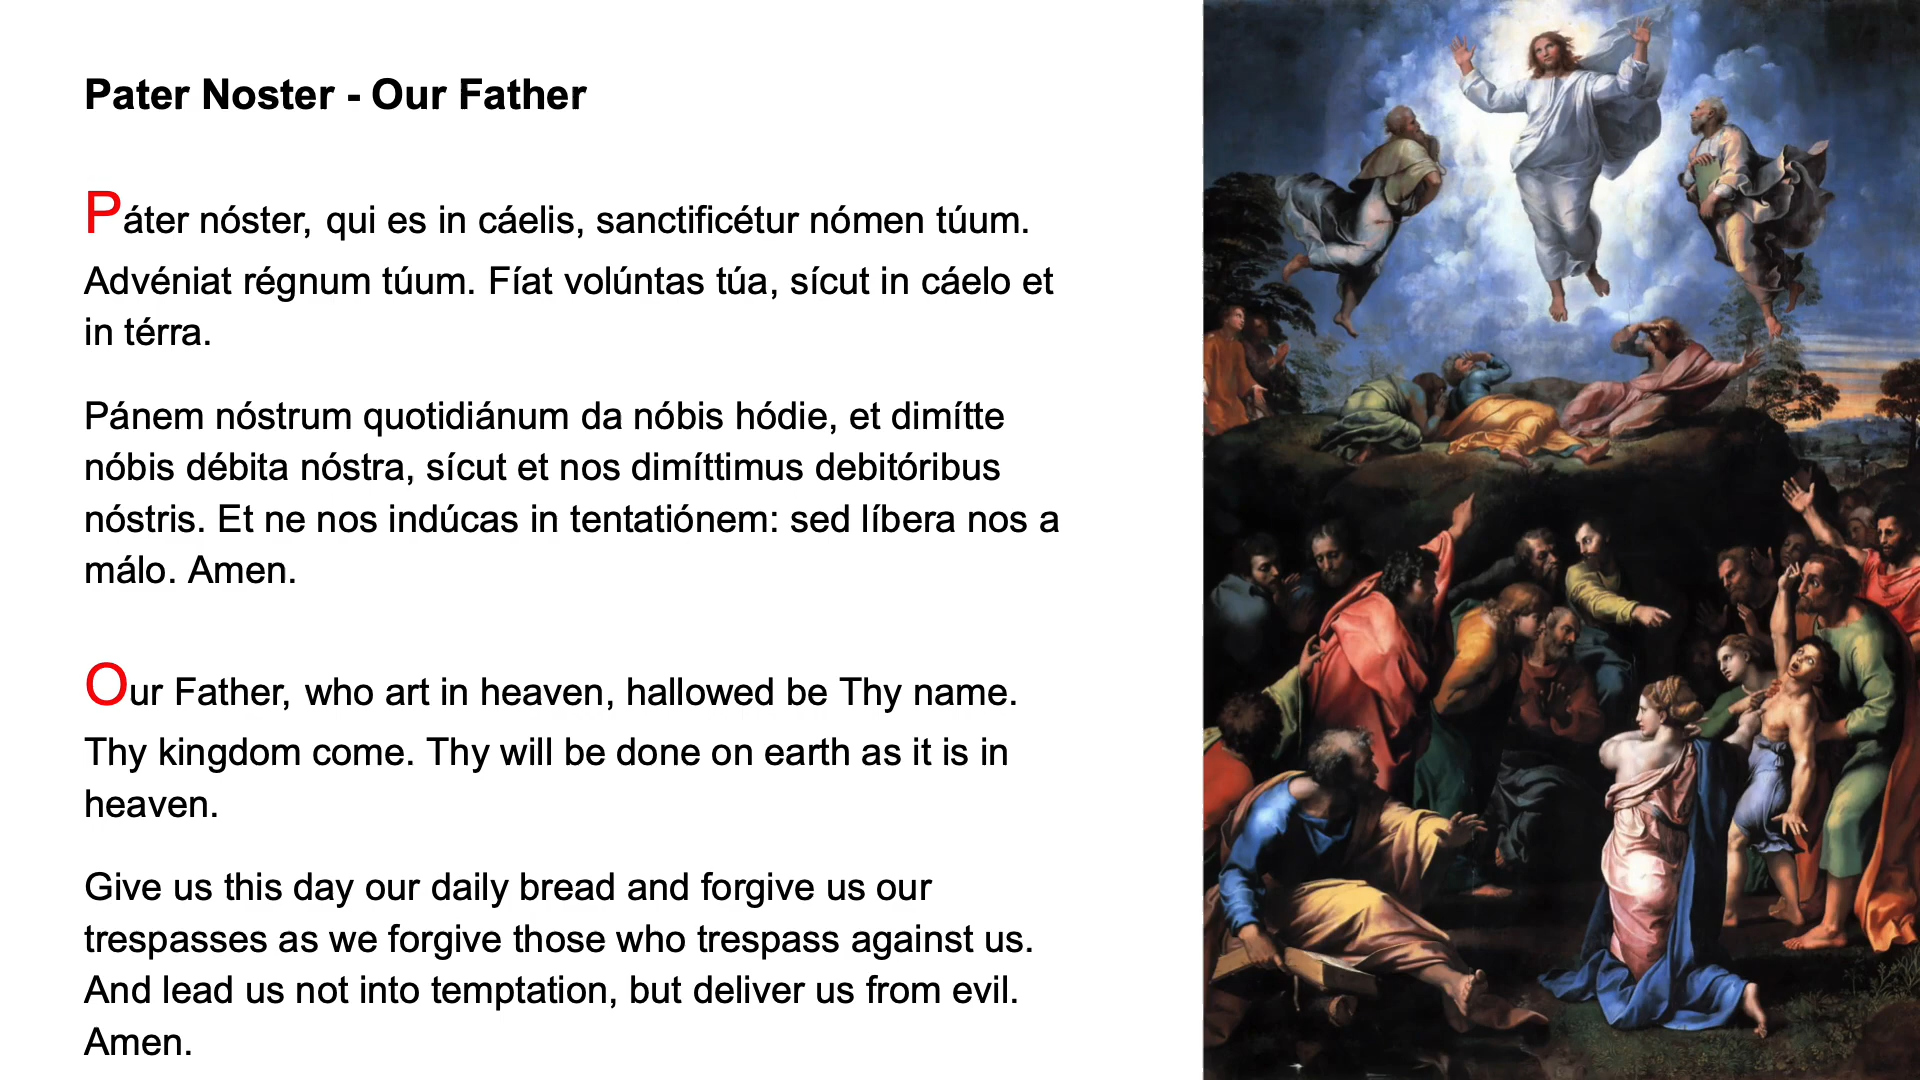 Pater Noster - Our Father
Páter nóster, qui es in cáelis, sanctificétur nómen túum.
Advéniat régnum túum. Fíat volúntas túa, sícut in cáelo et
in térra.
Pánem nóstrum quotidiánum da nóbis hódie, et dimítte
nóbis débita nóstra, sícut et nos dimíttimus debitóribus
nóstris. Et ne nos indúcas in tentatiónem: sed líbera nos a
málo. Amen.
Our Father, who art in heaven, hallowed be Thy name.
Thy kingdom come. Thy will be done on earth as it is in
heaven.
Give us this day our daily bread and forgive us our
trespasses as we forgive those who trespass against us.
And lead us not into temptation, but deliver us from evil.
Amen.